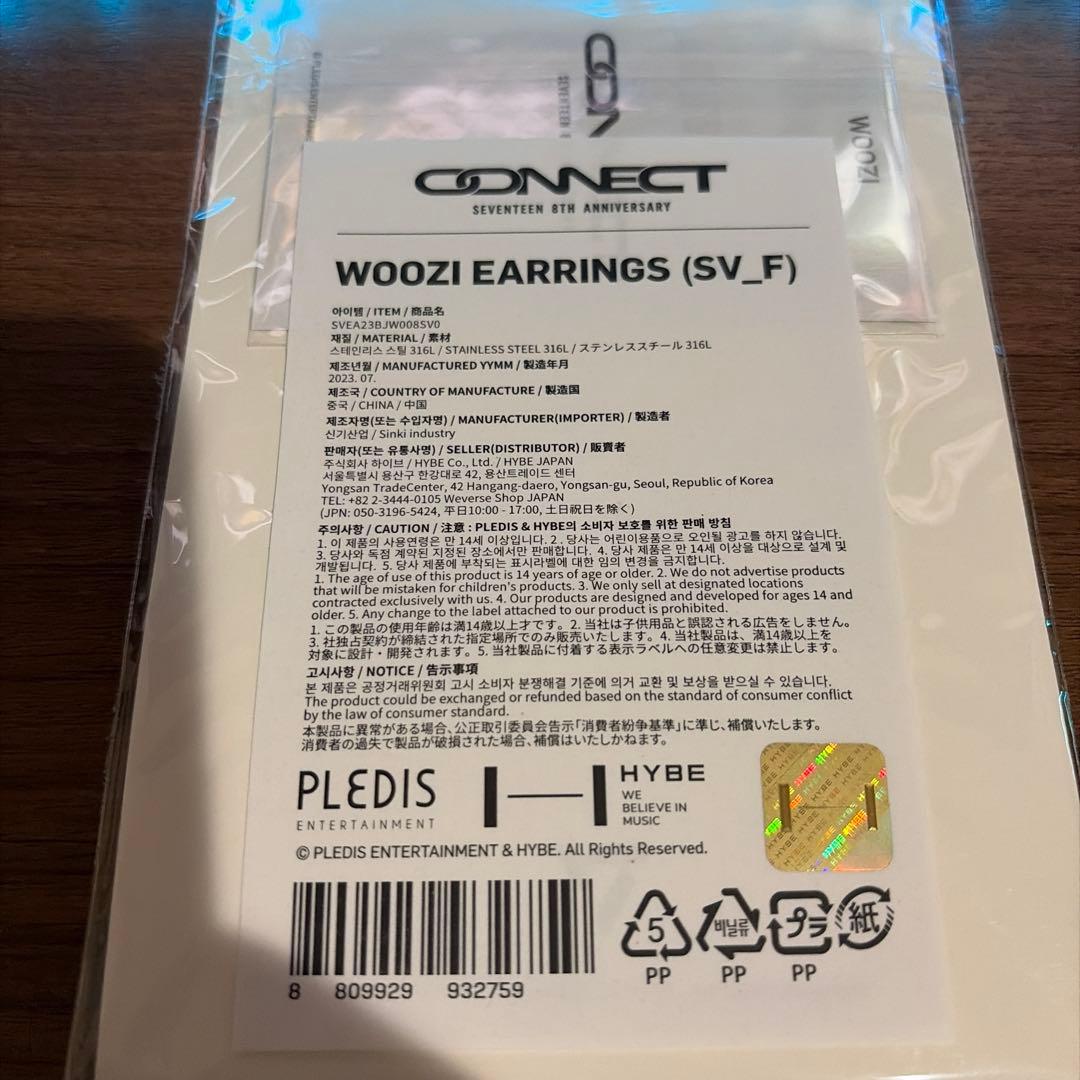 WOOZI
CONNECT
SEVENTEEN 8TH ANNIVERSARY
WOOZI EARRINGS (SV_F)
아이템 / ITEM / 商品名
SVEA23BJW008SV0
재질 / MATERIAL / 素材
스테인리스 스틸 316L / STAINLESS STEEL 316L / ステンレススチール 316L
제조년월 / MANUFACTURED YYMM / 製造年月
2023. 07.
제조국 / COUNTRY OF MANUFACTURE / 製造国
중국 / CHINA / 中国
제조자명(또는 수입자명) / MANUFACTURER(IMPORTER) / 製造者
신기산업 / Sinki industry
판매자(또는 유통사명) / SELLER(DISTRIBUTOR) / 販売者
주식회사 하이브 / HYBE Co., Ltd. / HYBE JAPAN
서울특별시 용산구 한강대로 42, 용산트레이드 센터
Yongsan TradeCenter, 42 Hangang-daero, Yongsan-gu, Seoul, Republic of Korea
TEL: +82 2-3444-0105 Weverse Shop JAPAN
(JPN: 050-3196-5424, 平日10:00 - 17:00, 土日祝日を除く)
주의사항 / CAUTION / 注意 : PLEDIS & HYBE의 소비자 보호를 위한 판매 방침
1. 이 제품의 사용연령은 만 14세 이상입니다. 2. 당사는 어린이용품으로 오인될 광고를 하지 않습니다.
3. 당사와 독점 계약된 지정된 장소에서만 판매합니다. 4. 당사 제품은 만 14세 이상을 대상으로 설계 및
개발됩니다. 5. 당사 제품에 부착되는 표시라벨에 대한 임의 변경을 금지합니다.
1. The age of use of this product is 14 years of age or older. 2. We do not advertise products
that will be mistaken for children's products. 3. We only sell at designated locations
contracted exclusively with us. 4. Our products are designed and developed for ages 14 and
older. 5. Any change to the label attached to our product is prohibited.
1. この製品の使用年齢は満14歳以上才です。2. 当社は子供用品と誤認される広告をしません。
3. 社独占契約が締結された指定場所でのみ販売いたします。4. 当社製品は、満14歳以上を
対象に設計・開発されます。5. 当社製品に付着する表示ラベルへの任意変更は禁止します。
고시사항 / NOTICE / 告示事項
본 제품은 공정거래위원회 고시 소비자 분쟁해결 기준에 의거 교환 및 보상을 받으실 수 있습니다.
The product could be exchanged or refunded based on the standard of consumer conflict
by the law of consumer standard.
本製品に異常がある場合、公正取引委員会告示「消費者紛争基準」に準じ、補償いたします。
消費者の過失で製品が破損された場合、補償はいたしかねます。
PLEDIS
ENTERTAINMENT
HYBE
WE
BELIEVE IN
MUSIC
© PLEDIS ENTERTAINMENT & HYBE. All Rights Reserved.
8 809929 932759
5 비닐류 プラ 紙
PP PP PP